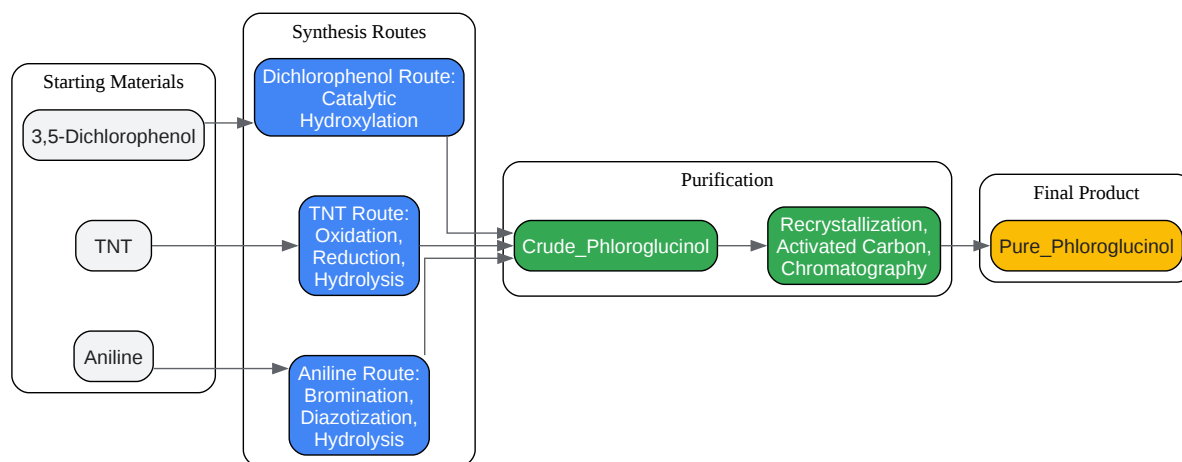 Synthesis Routes
Starting Materials
Dichlorophenol Route:
Catalytic
Hydroxylation
3,5-Dichlorophenol
Purification
Final Product
TNT
TNT Route:
Oxidation,
Reduction,
Hydrolysis
Crude_Phloroglucinol
Recrystallization,
Activated Carbon,
Chromatography
Pure_Phloroglucinol
Aniline
Aniline Route:
Bromination,
Diazotization,
Hydrolysis